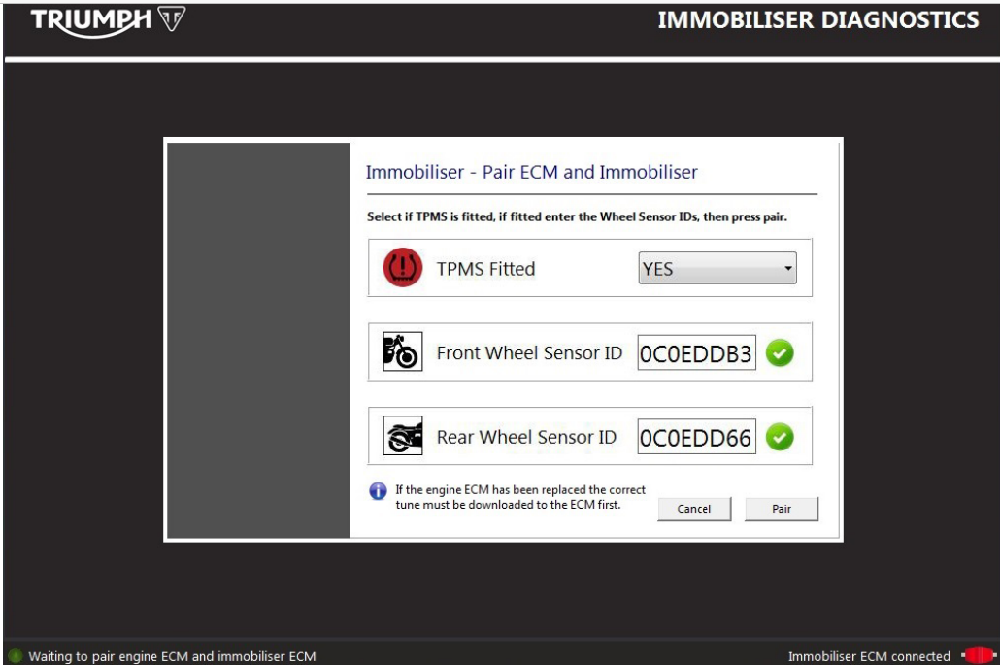 TRIUMPH
IMMOBILISER DIAGNOSTICS
Immobiliser - Pair ECM and Immobiliser
Select if TPMS is fitted, if fitted enter the Wheel Sensor IDs, then press pair.
TPMS Fitted YES
Front Wheel Sensor ID 0C0EDDB3
Rear Wheel Sensor ID 0C0EDD66
If the engine ECM has been replaced the correct
tune must be downloaded to the ECM first.
Cancel Pair
Waiting to pair engine ECM and immobiliser ECM
Immobiliser ECM connected